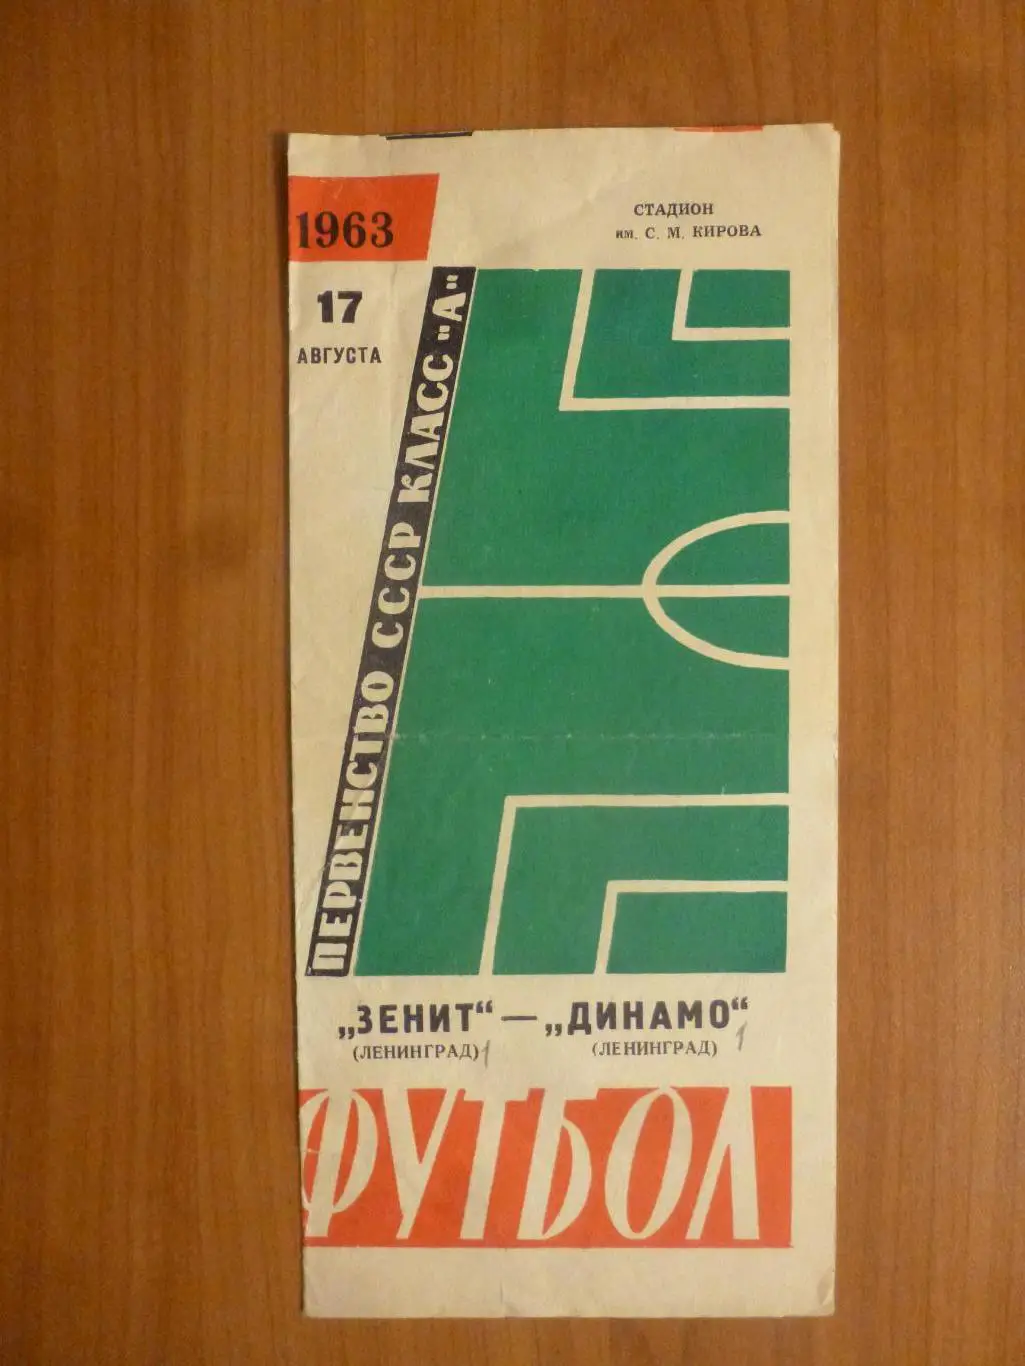 1963
СТАДИОН
им. С. М. КИРОВА
17
АВГУСТА
ПЕРВЕНСТВО СССР КЛАСС "А"
„ЗЕНИТ“ — „ДИНАМО“
(ЛЕНИНГРАД) 1 (ЛЕНИНГРАД) 1
ФУТБОЛ